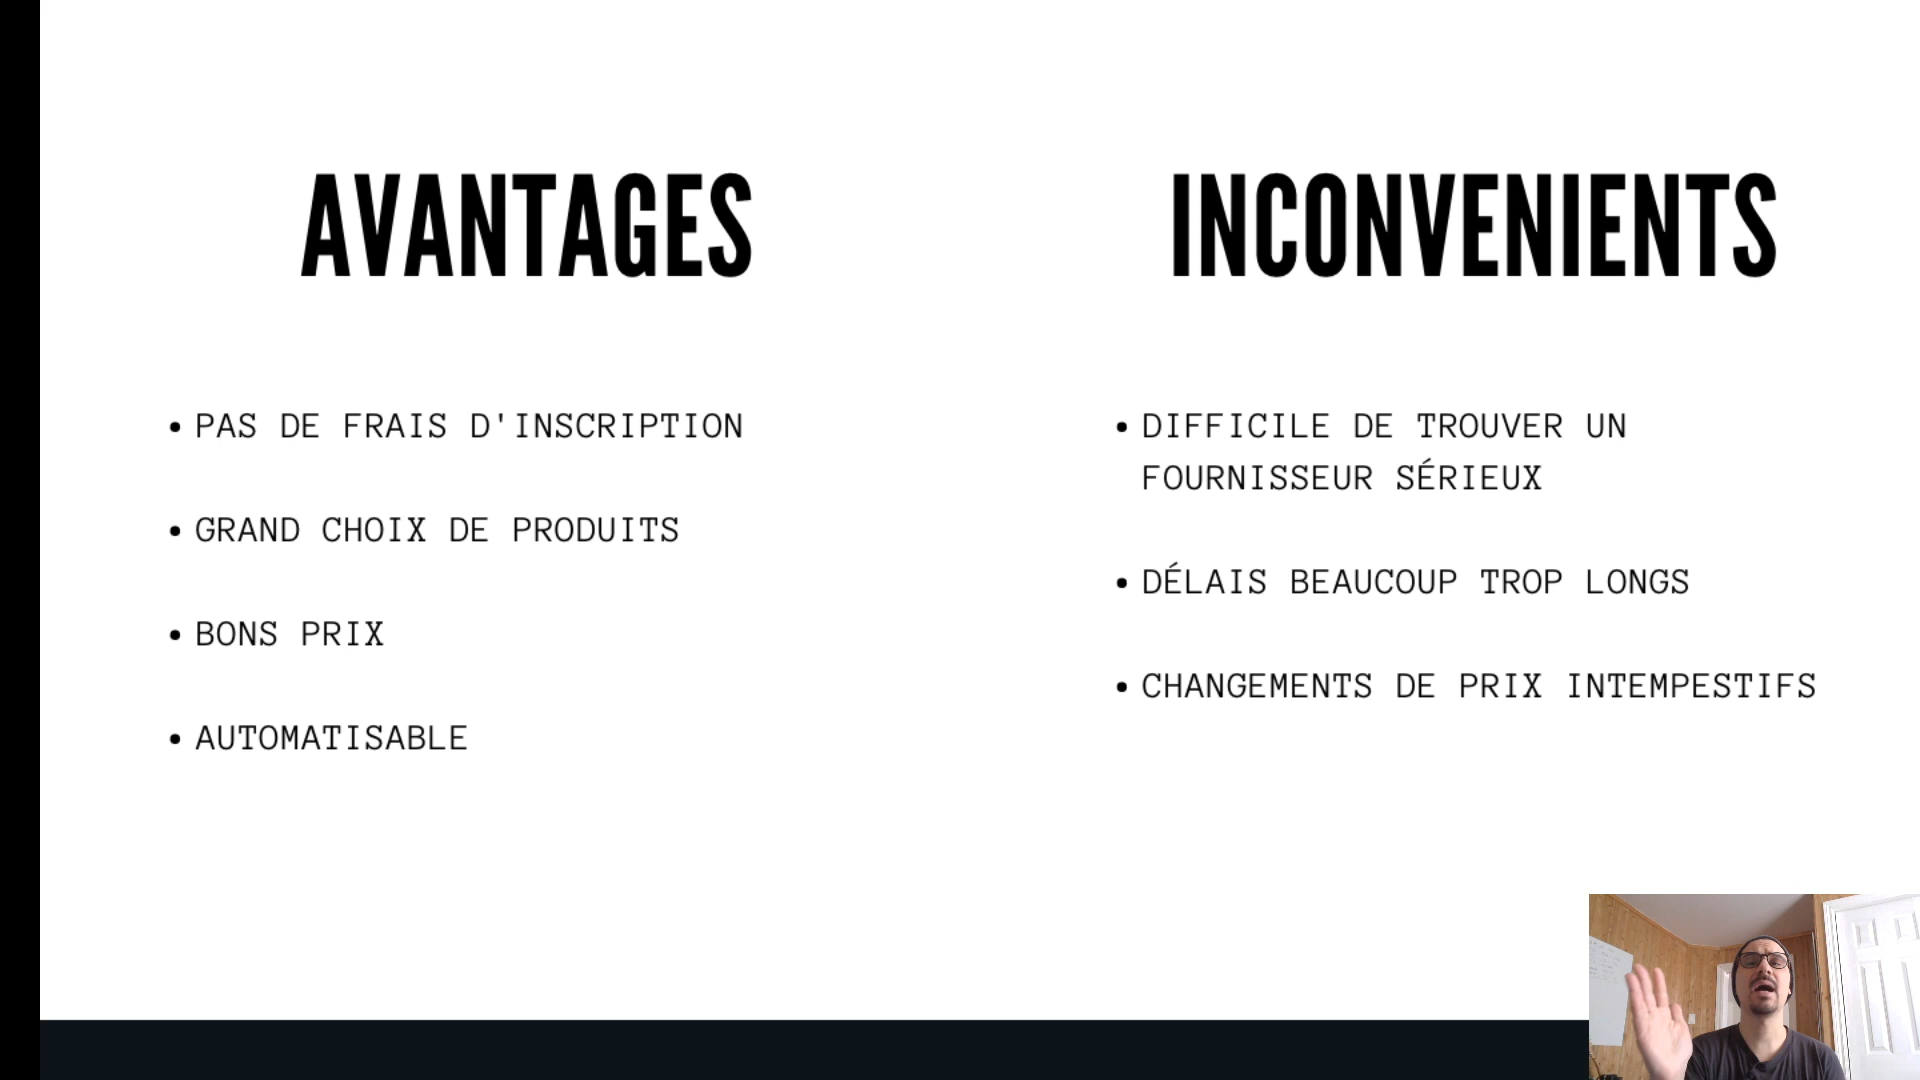 AVANTAGES
• PAS DE FRAIS D'INSCRIPTION
• GRAND CHOIX DE PRODUITS
• BONS PRIX
• AUTOMATISABLE
INCONVENIENTS
• DIFFICILE DE TROUVER UN
FOURNISSEUR SÉRIEUX
• DÉLAIS BEAUCOUP TROP LONGS
• CHANGEMENTS DE PRIX INTEMPESTIFS